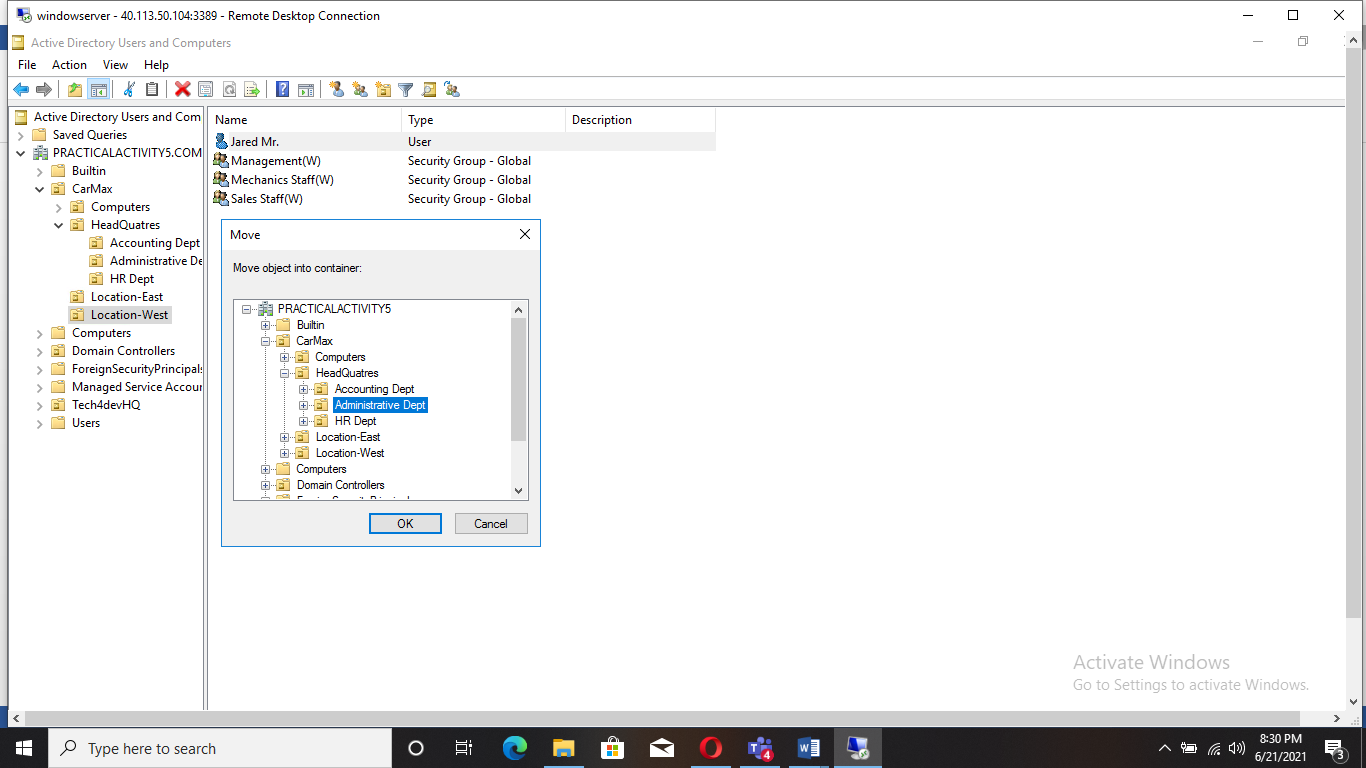 windowserver - 40.113.50.104:3389 - Remote Desktop Connection
Active Directory Users and Computers
File Action View Help
Active Directory Users and Com
Saved Queries
PRACTICALACTIVITY5.COM
Builtin
CarMax
Computers
HeadQuatres
Accounting Dept
Administrative De
HR Dept
Location-East
Location-West
Computers
Domain Controllers
ForeignSecurityPrincipals
Managed Service Accour
Tech4devHQ
Users
Name Type Description
Jared Mr. User
Management(W) Security Group - Global
Mechanics Staff(W) Security Group - Global
Sales Staff(W) Security Group - Global
Move
Move object into container:
PRACTICALACTIVITY5
Builtin
CarMax
Computers
HeadQuatres
Accounting Dept
Administrative Dept
HR Dept
Location-East
Location-West
Computers
Domain Controllers
OK Cancel
Activate Windows
Go to Settings to activate Windows.
Type here to search
4
8:30 PM
6/21/2021
3